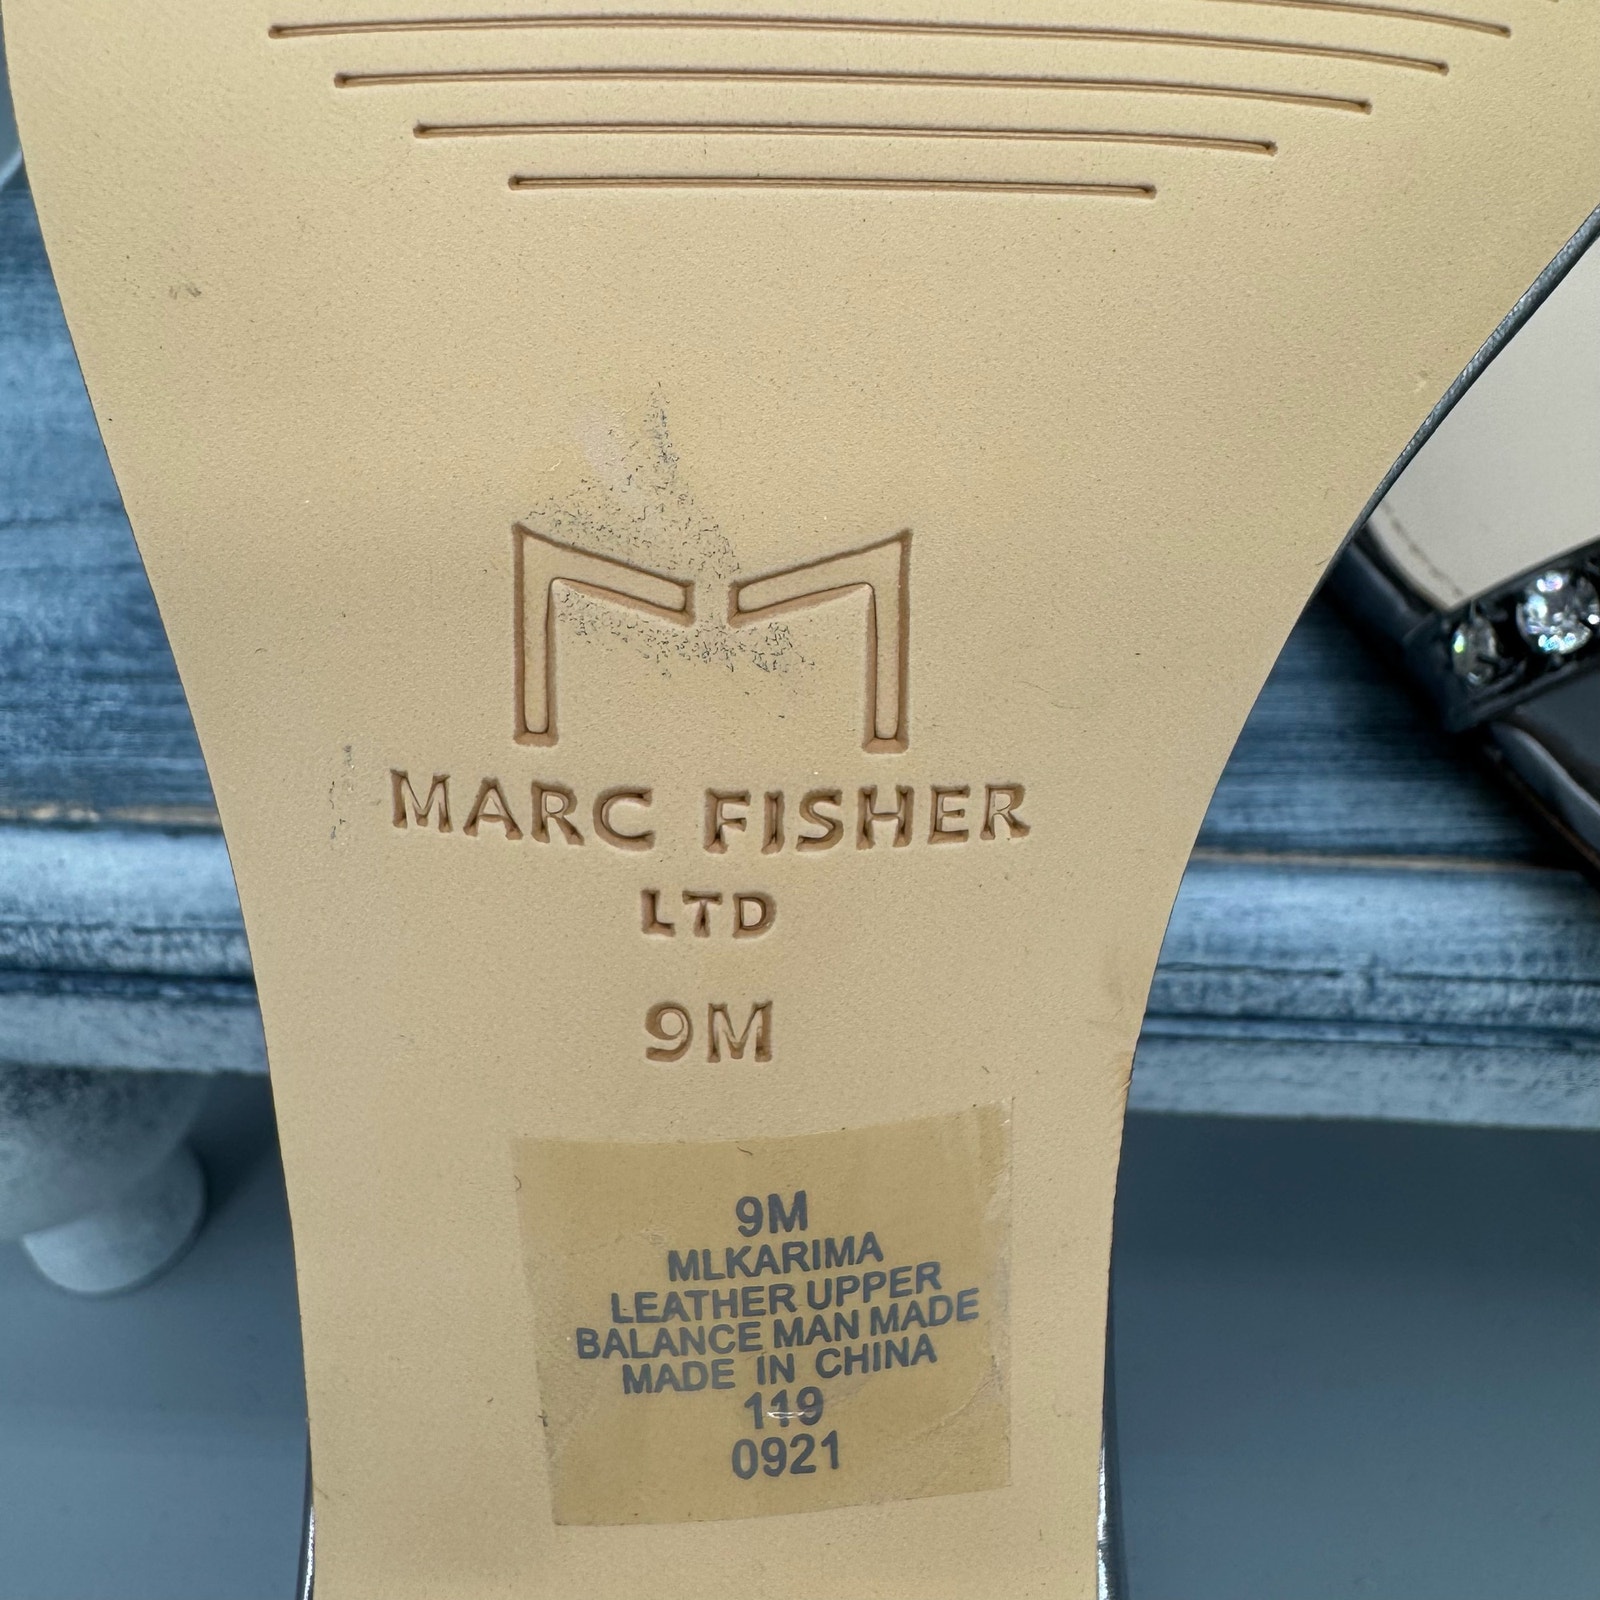 MARC FISHER
LTD
9M
9M
MLKARIMA
LEATHER UPPER
BALANCE MAN MADE
MADE IN CHINA
119
0921